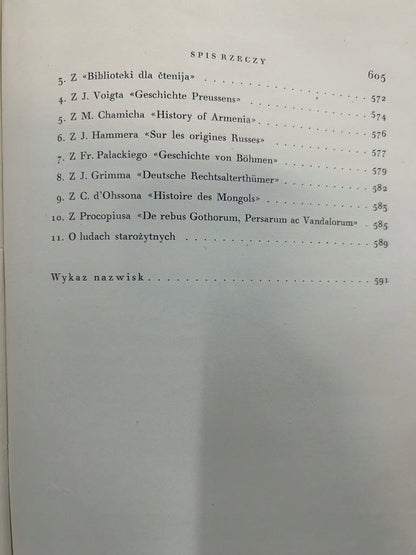 SPIS RZECZY 605
3. Z «Biblioteki dla čtenija» . . . . . . . . . . . . . .
4. Z J. Voigta «Geschichte Preussens» . . . . . . . . . . . 572
5. Z M. Chamicha «History of Armenia» . . . . . . . . . . . 574
6. Z J. Hammera «Sur les origines Russes» . . . . . . . . . . 576
7. Z Fr. Palackiego «Geschichte von Böhmen» . . . . . . . . . 577
8. Z J. Grimma «Deutsche Rechtsalterthümer» . . . . . . . . . 579
9. Z C. d'Ohssona «Histoire des Mongols» . . . . . . . . . . 582
10. Z Procopiusa «De rebus Gothorum, Persarum ac Vandalorum» . 583
11. O ludach starożytnych . . . . . . . . . . . . . . 585
589
Wykaz nazwisk . . . . . . . . . . . . . . . . . . 591